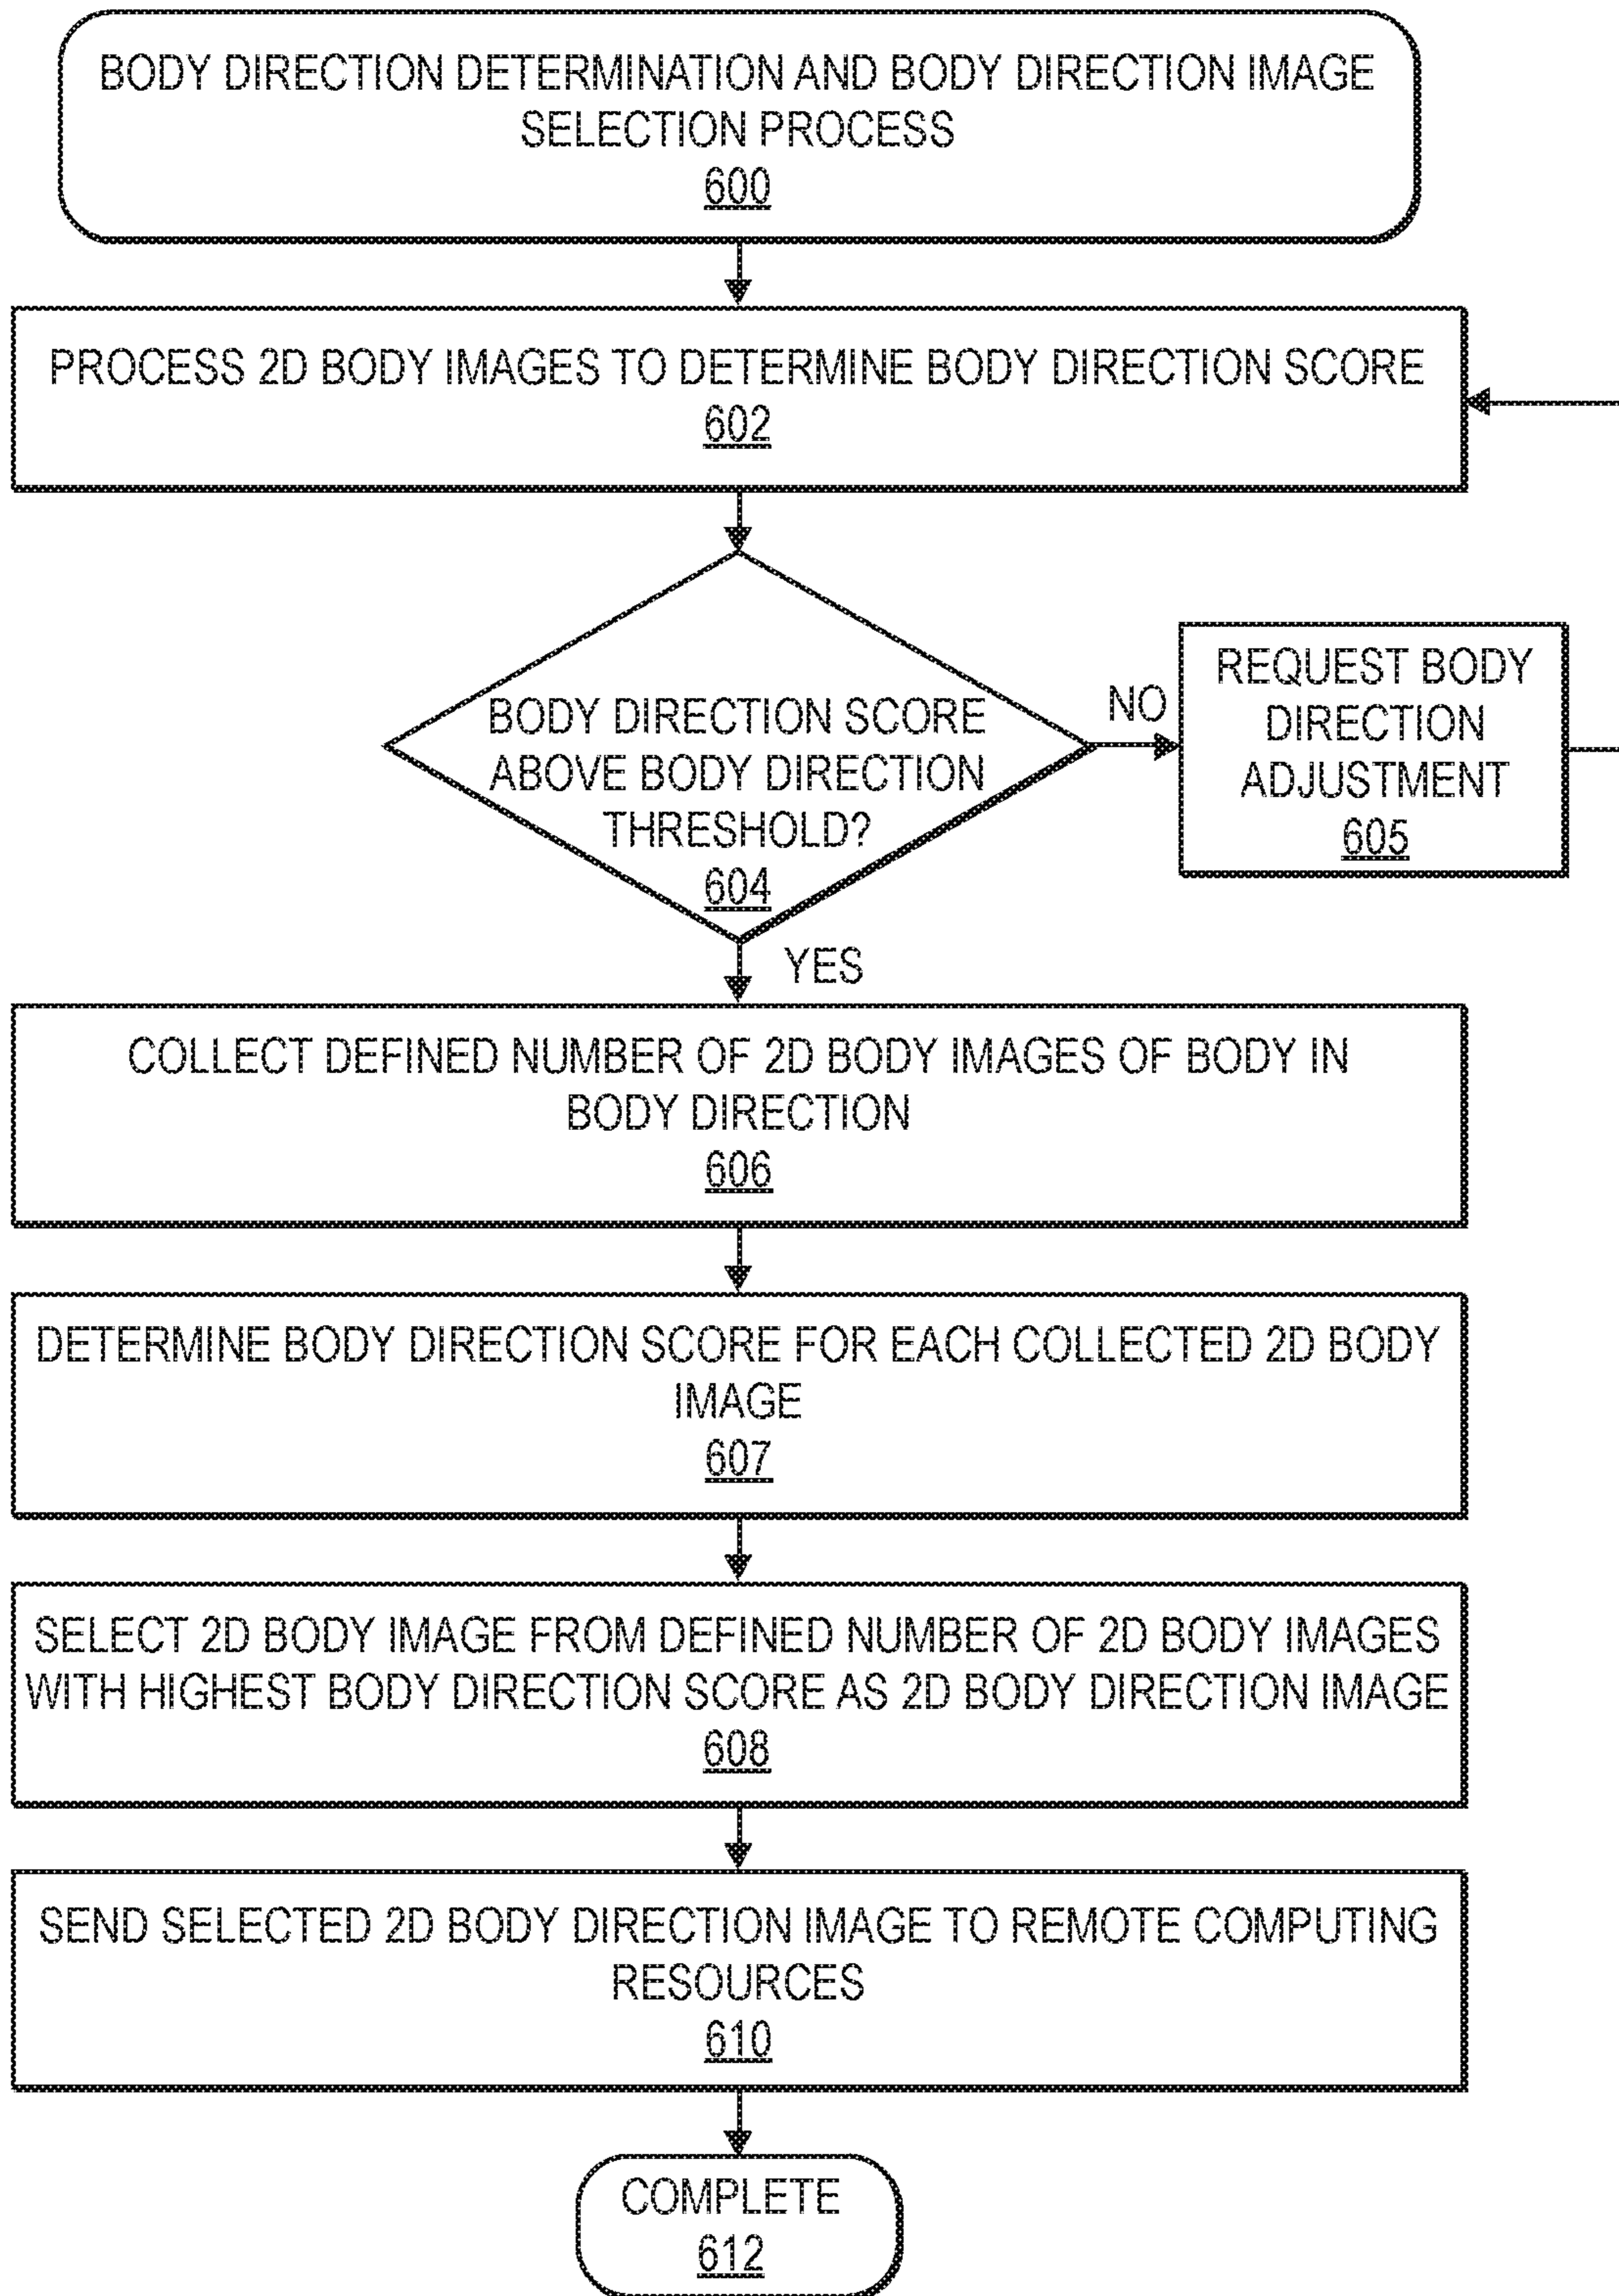 BODY DIRECTION DETERMINATION AND BODY DIRECTION IMAGE
SELECTION PROCESS
600
PROCESS 2D BODY IMAGES TO DETERMINE BODY DIRECTION SCORE
602
BODY DIRECTION SCORE
ABOVE BODY DIRECTION
THRESHOLD?
604
NO
REQUEST BODY
DIRECTION
ADJUSTMENT
605
YES
COLLECT DEFINED NUMBER OF 2D BODY IMAGES OF BODY IN
BODY DIRECTION
606
DETERMINE BODY DIRECTION SCORE FOR EACH COLLECTED 2D BODY
IMAGE
607
SELECT 2D BODY IMAGE FROM DEFINED NUMBER OF 2D BODY IMAGES
WITH HIGHEST BODY DIRECTION SCORE AS 2D BODY DIRECTION IMAGE
608
SEND SELECTED 2D BODY DIRECTION IMAGE TO REMOTE COMPUTING
RESOURCES
610
COMPLETE
612